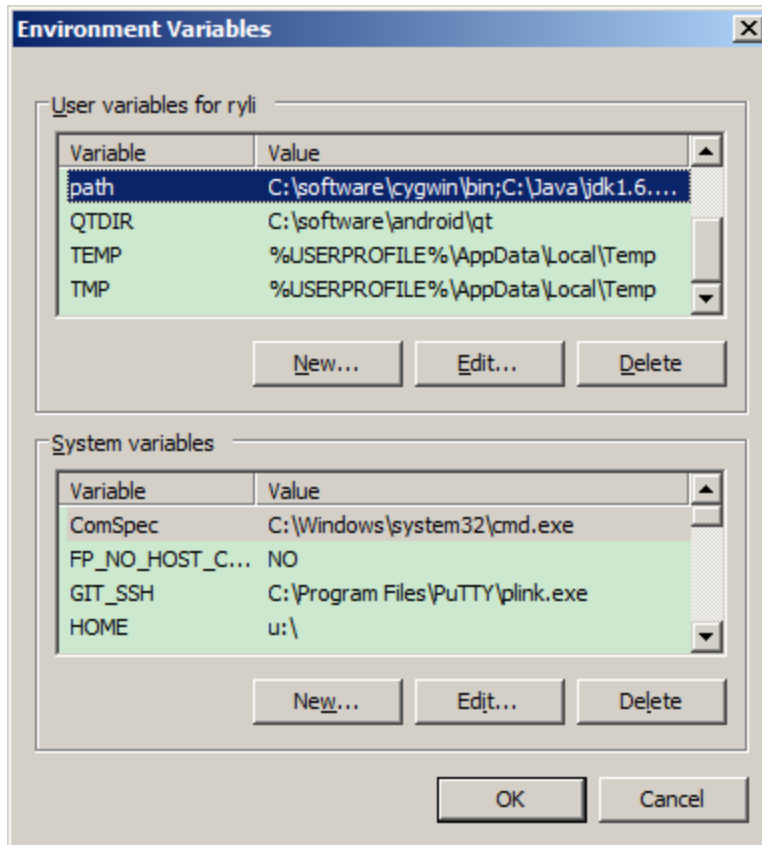 Environment Variables
User variables for ryli
Variable Value
path C:\software\cygwin\bin;C:\Java\jdk1.6....
QTDIR C:\software\android\qt
TEMP %USERPROFILE%\AppData\Local\Temp
TMP %USERPROFILE%\AppData\Local\Temp
New... Edit... Delete
System variables
Variable Value
ComSpec C:\Windows\system32\cmd.exe
FP_NO_HOST_C... NO
GIT_SSH C:\Program Files\PuTTY\plink.exe
HOME u:\
New... Edit... Delete
OK Cancel